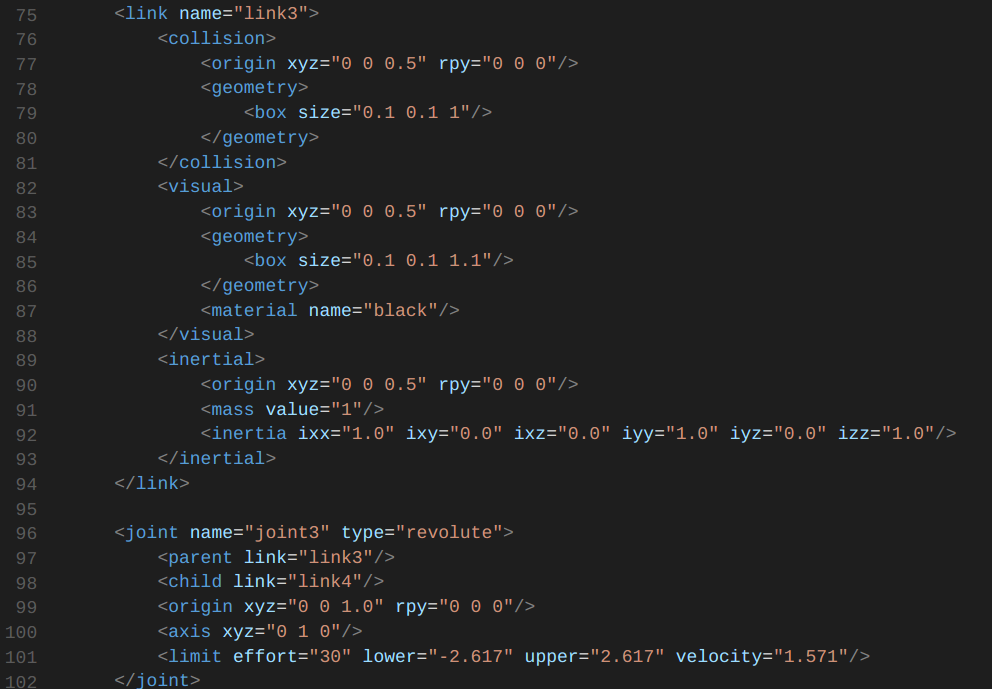 75 <link name="link3">
76 <collision>
77 <origin xyz="0 0 0.5" rpy="0 0 0"/>
78 <geometry>
79 <box size="0.1 0.1 1"/>
80 </geometry>
81 </collision>
82 <visual>
83 <origin xyz="0 0 0.5" rpy="0 0 0"/>
84 <geometry>
85 <box size="0.1 0.1 1.1"/>
86 </geometry>
87 <material name="black"/>
88 </visual>
89 <inertial>
90 <origin xyz="0 0 0.5" rpy="0 0 0"/>
91 <mass value="1"/>
92 <inertia ixx="1.0" ixy="0.0" ixz="0.0" iyy="1.0" iyz="0.0" izz="1.0"/>
93 </inertial>
94 </link>
95
96 <joint name="joint3" type="revolute">
97 <parent link="link3"/>
98 <child link="link4"/>
99 <origin xyz="0 0 1.0" rpy="0 0 0"/>
100 <axis xyz="0 1 0"/>
101 <limit effort="30" lower="-2.617" upper="2.617" velocity="1.571"/>
102 </joint>